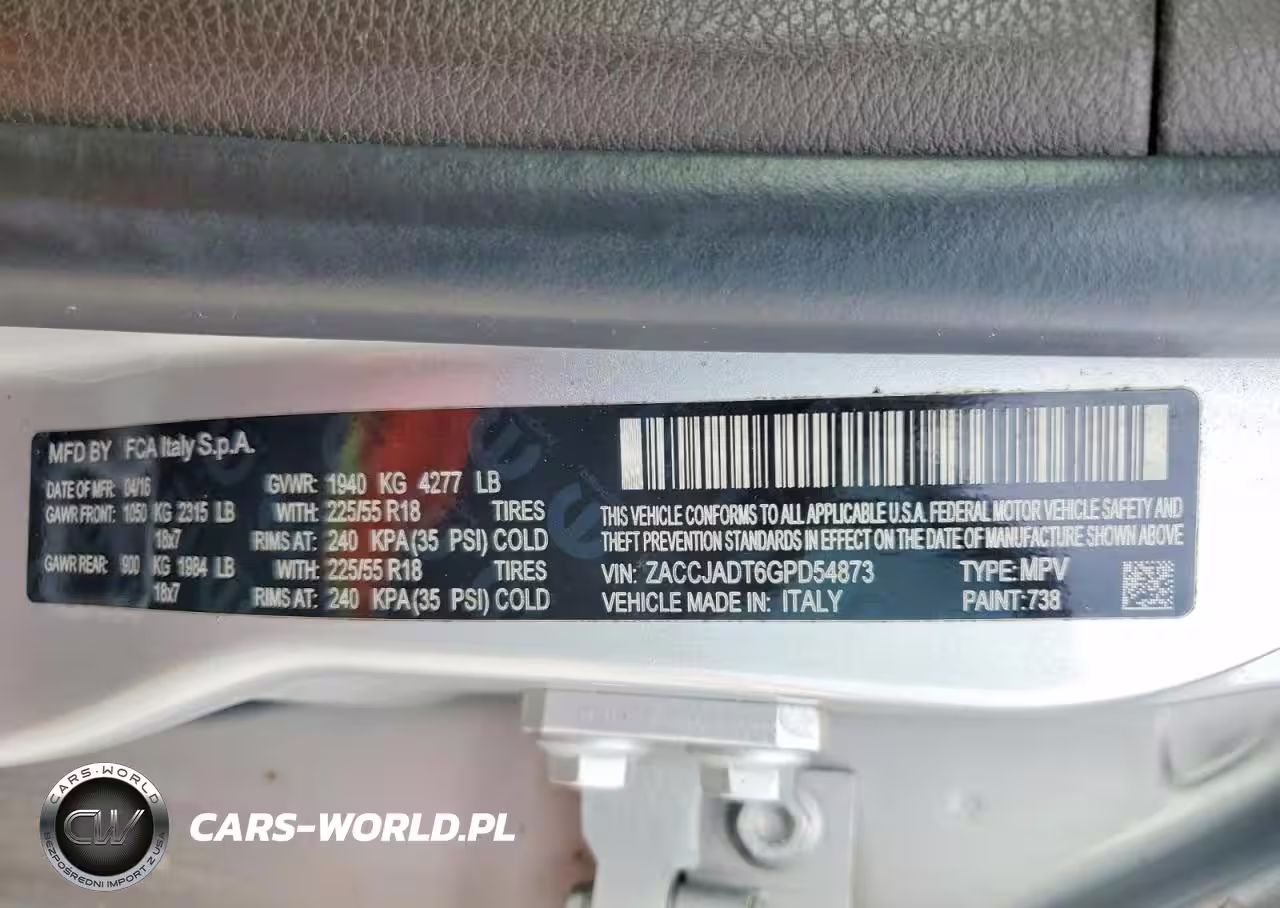 MFD BY FCA Italy S.p.A.
DATE OF MFR: 04/16 GVWR: 1940 KG 4277 LB
GAWR FRONT: 1050 KG 2315 LB WITH: 225/55 R18 TIRES
18x7 RIMS AT: 240 KPA (35 PSI) COLD
GAWR REAR: 900 KG 1984 LB WITH: 225/55 R18 TIRES
18x7 RIMS AT: 240 KPA (35 PSI) COLD
THIS VEHICLE CONFORMS TO ALL APPLICABLE U.S.A. FEDERAL MOTOR VEHICLE SAFETY AND
THEFT PREVENTION STANDARDS IN EFFECT ON THE DATE OF MANUFACTURE SHOWN ABOVE
VIN: ZACCJADT6GPD54873 TYPE: MPV
VEHICLE MADE IN: ITALY PAINT: 738
CARS-WORLD
CW
BEZPOŚREDNI IMPORT Z USA
CARS-WORLD.PL